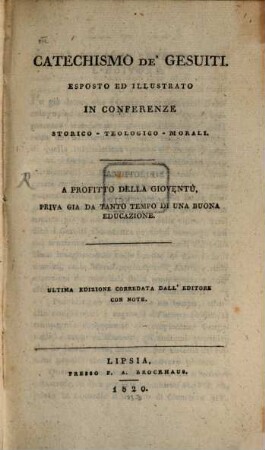 CATECHISMO DE' GESUITI.
ESPOSTO ED ILLUSTRATO
IN CONFERENZE
STORICO - TEOLOGICO - MORALI.
A PROFITTO DELLA GIOVENTÙ,
PRIVA GIA DA TANTO TEMPO DI UNA BUONA
EDUCAZIONE.
ULTIMA EDIZIONE CORREDATA DALL' EDITORE
CON NOTE.
LIPSIA,
PRESSO F. A. BROCKHAUS,
1820.